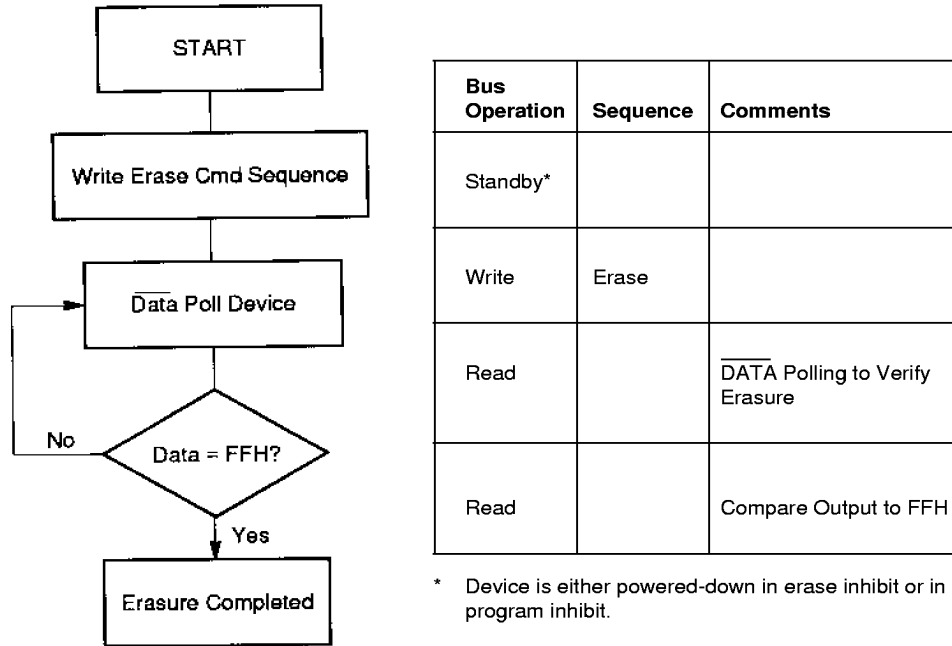 START
Write Erase Cmd Sequence
D̅a̅t̅a̅ Poll Device
No
Data = FFH?
Yes
Erasure Completed
Bus
Operation Sequence Comments
Standby*
Write Erase
Read D̅A̅T̅A̅ Polling to Verify
Erasure
Read Compare Output to FFH
* Device is either powered-down in erase inhibit or in
program inhibit.